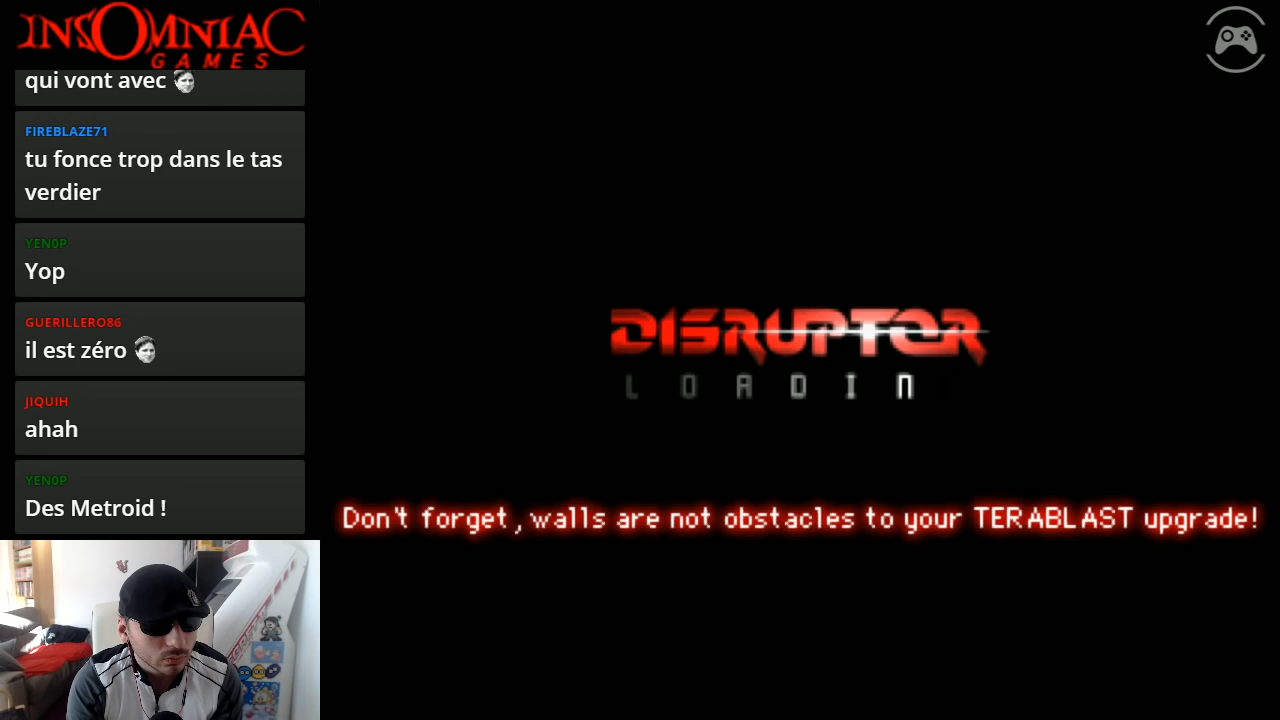 INSOMNIAC
GAMES
qui vont avec
FIREBLAZE71
tu fonce trop dans le tas
verdier
YEN0P
Yop
GUERILLERO86
il est zéro
JIQUIH
ahah
YEN0P
Des Metroid !
DISRUPTOR
LOADIN
Don't forget, walls are not obstacles to your TERABLAST upgrade!